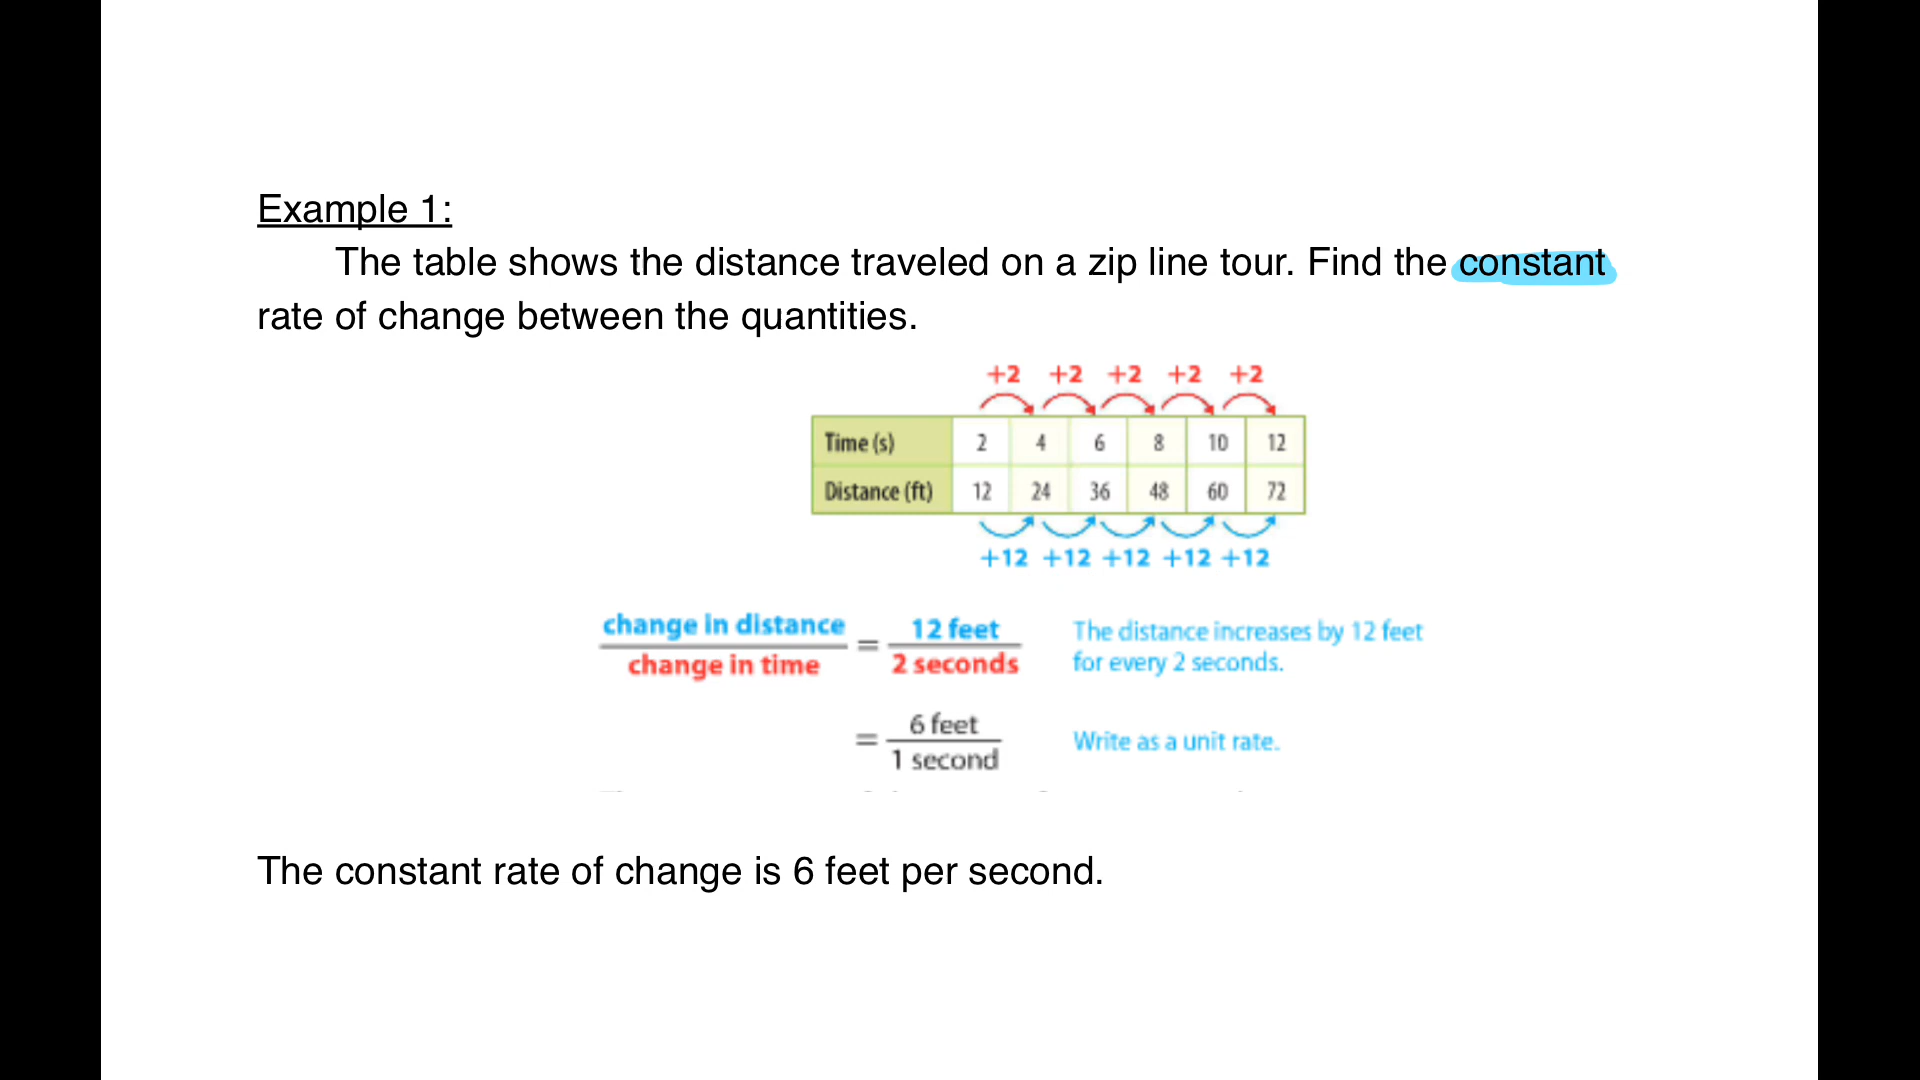 Example 1:
The table shows the distance traveled on a zip line tour. Find the constant
rate of change between the quantities.
+2 +2 +2 +2 +2
Time (s) 2 4 6 8 10 12
Distance (ft) 12 24 36 48 60 72
+12 +12 +12 +12 +12
change in distance
change in time
=
12 feet
2 seconds
The distance increases by 12 feet
for every 2 seconds.
=
6 feet
1 second
Write as a unit rate.
The constant rate of change is 6 feet per second.